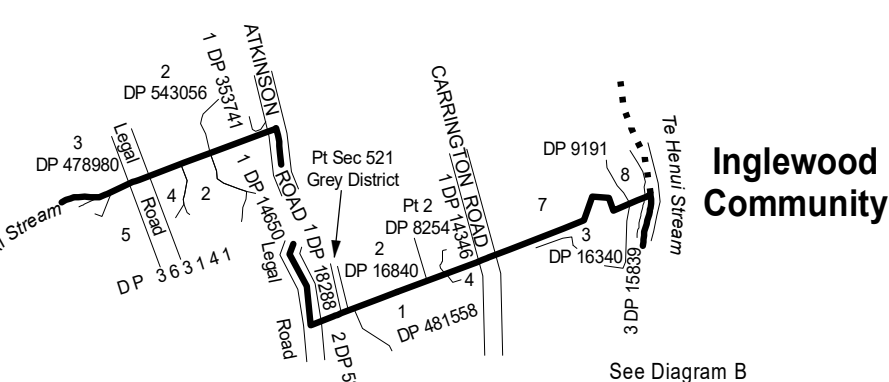 ATKINSON
ROAD
1 DP 353741
2
DP 543056
3
DP 478980
Legal
Road
4
2
5
DP 363141
Stream
1 DP 14650
Legal
Road
1 DP 18288
Pt Sec 521
Grey District
2
DP 16840
Pt 2
DP 8254
CARRINGTON ROAD
1 DP 14346
4
1
DP 481558
7
3
DP 16340
DP 9191
8
Te Henui Stream
3 DP 15839
Inglewood
Community
See Diagram B